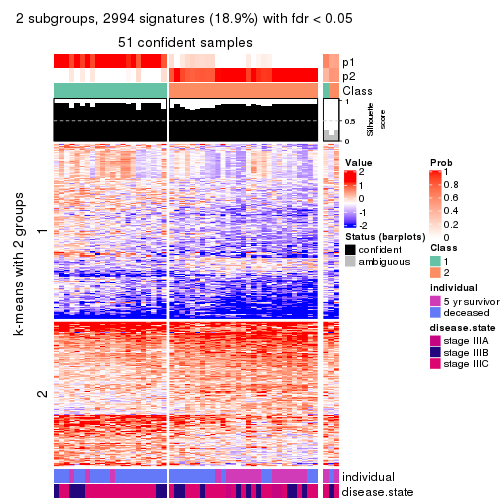 2 subgroups, 2994 signatures (18.9%) with fdr < 0.05
51 confident samples
p1
p2
Class
1
0.5
0
Silhouette
score
k-means with 2 groups
1
2
Value
2
1
0
-1
-2
Status (barplots)
confident
ambiguous
Prob
1
0.8
0.6
0.4
0.2
0
Class
1
2
individual
5 yr survivor
deceased
disease.state
stage IIIA
stage IIIB
stage IIIC
individual
disease.state